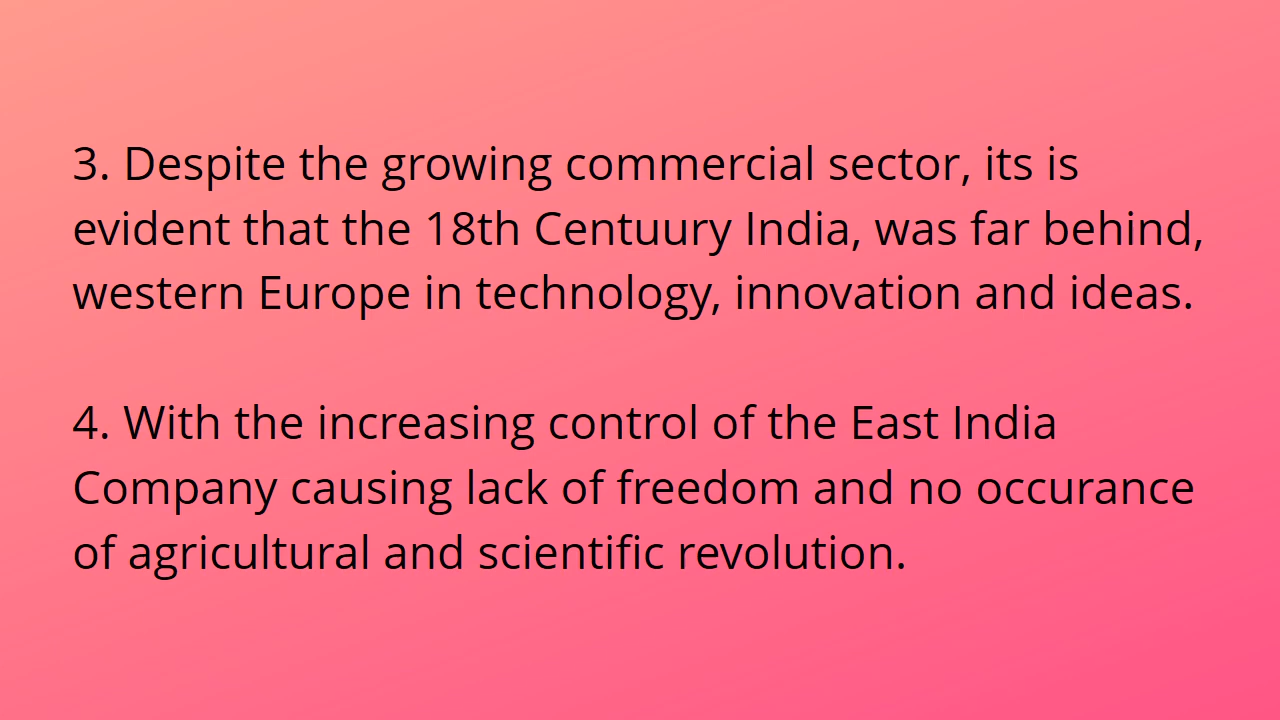 3. Despite the growing commercial sector, its is
evident that the 18th Centuury India, was far behind,
western Europe in technology, innovation and ideas.
4. With the increasing control of the East India
Company causing lack of freedom and no occurance
of agricultural and scientific revolution.